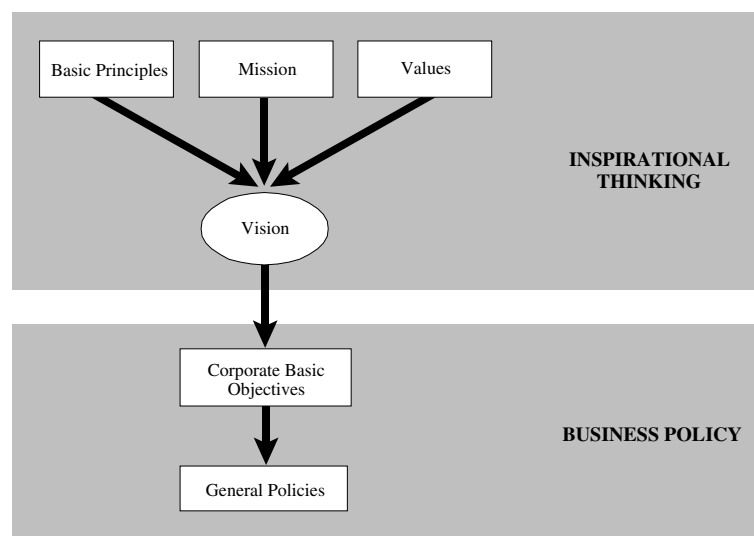 Basic Principles
Mission
Values
INSPIRATIONAL
THINKING
Vision
Corporate Basic
Objectives
BUSINESS POLICY
General Policies